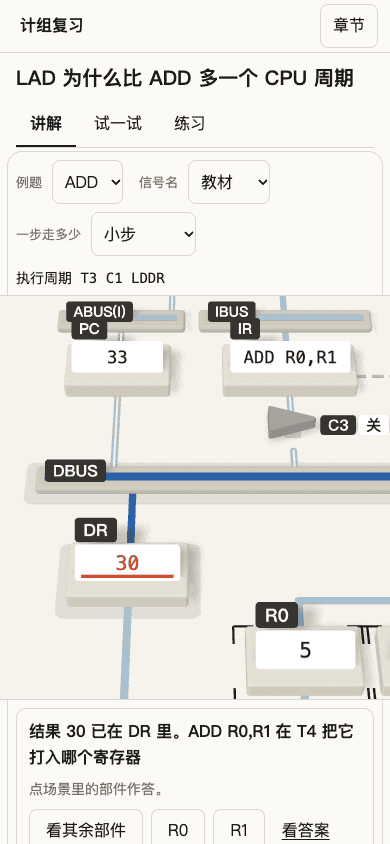 计组复习
章节
LAD 为什么比 ADD 多一个 CPU 周期
讲解
试一试
练习
例题
ADD
信号名
教材
一步走多少
小步
执行周期 T3 C1 LDDR
ABUS(I)
IBUS
PC
IR
33
ADD R0,R1
C3
关
DBUS
DR
30
R0
5
结果 30 已在 DR 里。ADD R0,R1 在 T4 把它
打入哪个寄存器
点场景里的部件作答。
看其余部件
R0
R1
看答案